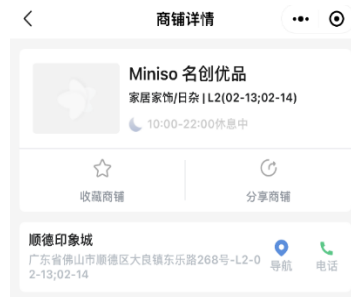 商铺详情
Miniso 名创优品
家居家饰/日杂 | L2(02-13;02-14)
10:00-22:00休息中
收藏商铺
分享商铺
顺德印象城
广东省佛山市顺德区大良镇东乐路268号-L2-0
2-13;02-14
导航
电话